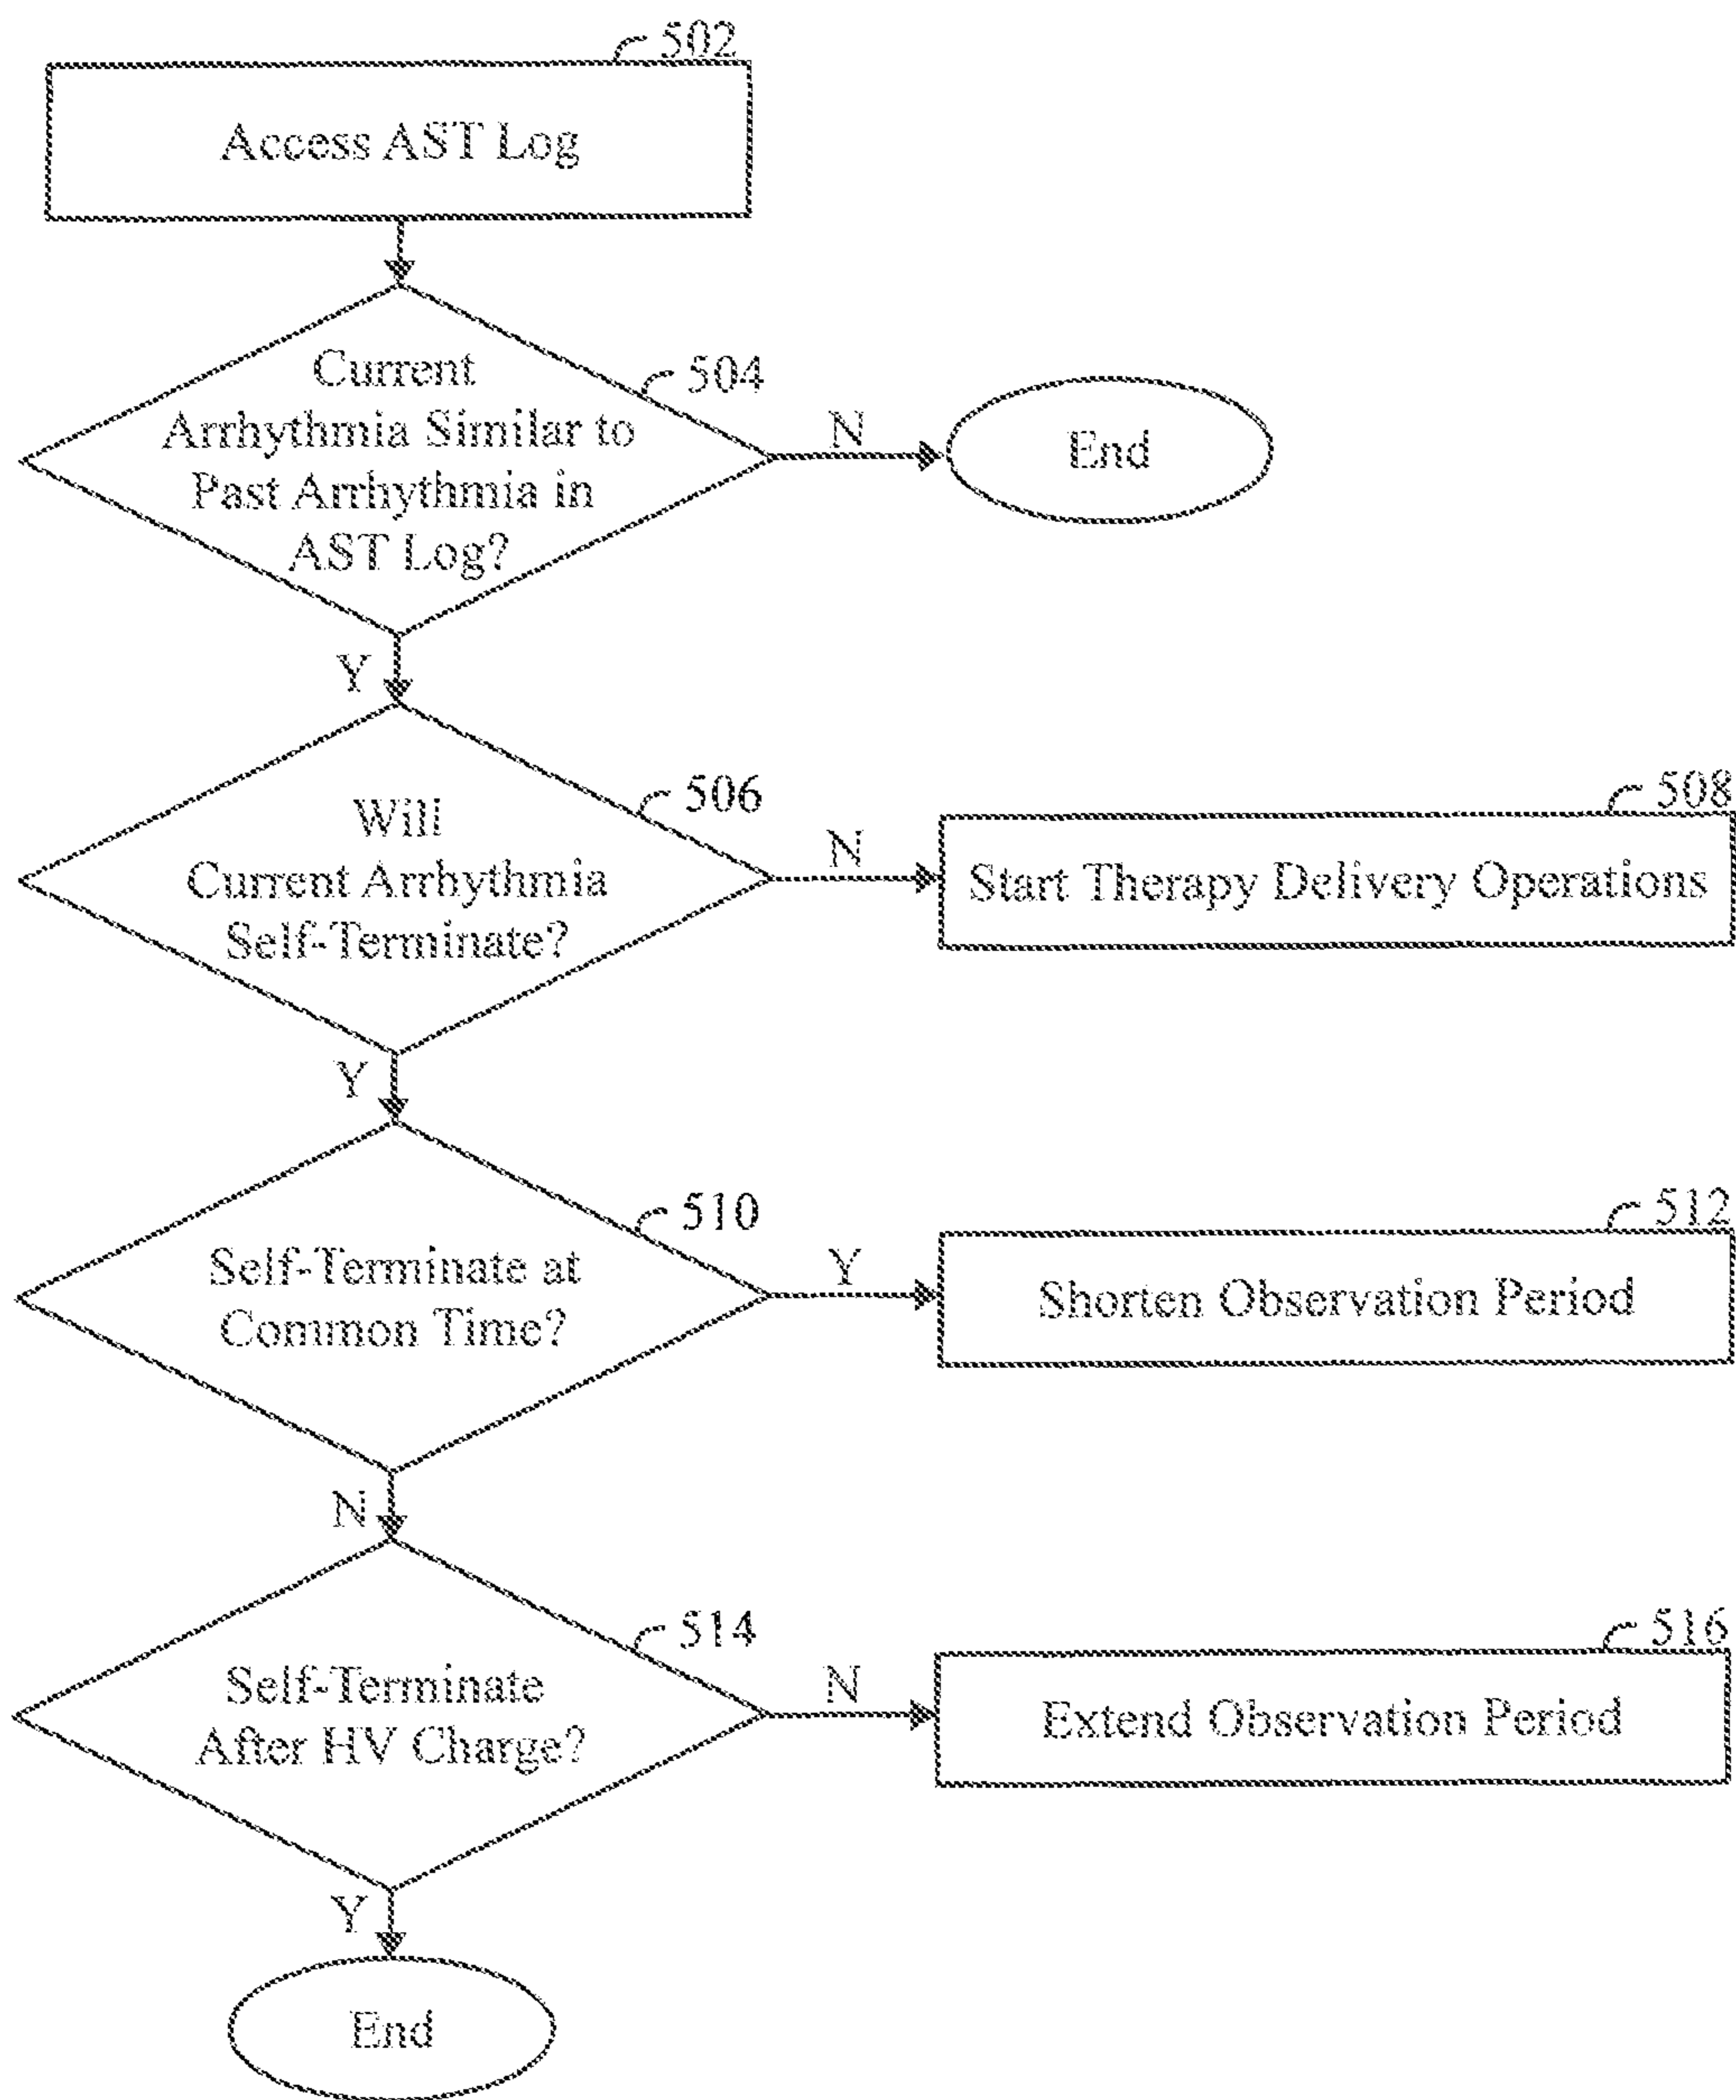 502
Access AST Log
Current
Arrhythmia Similar to
Past Arrhythmia in
AST Log?
504
N
End
Y
Will
Current Arrhythmia
Self-Terminate?
506
N
508
Start Therapy Delivery Operations
Y
Self-Terminate at
Common Time?
510
Y
512
Shorten Observation Period
N
Self-Terminate
After HV Charge?
514
N
516
Extend Observation Period
Y
End